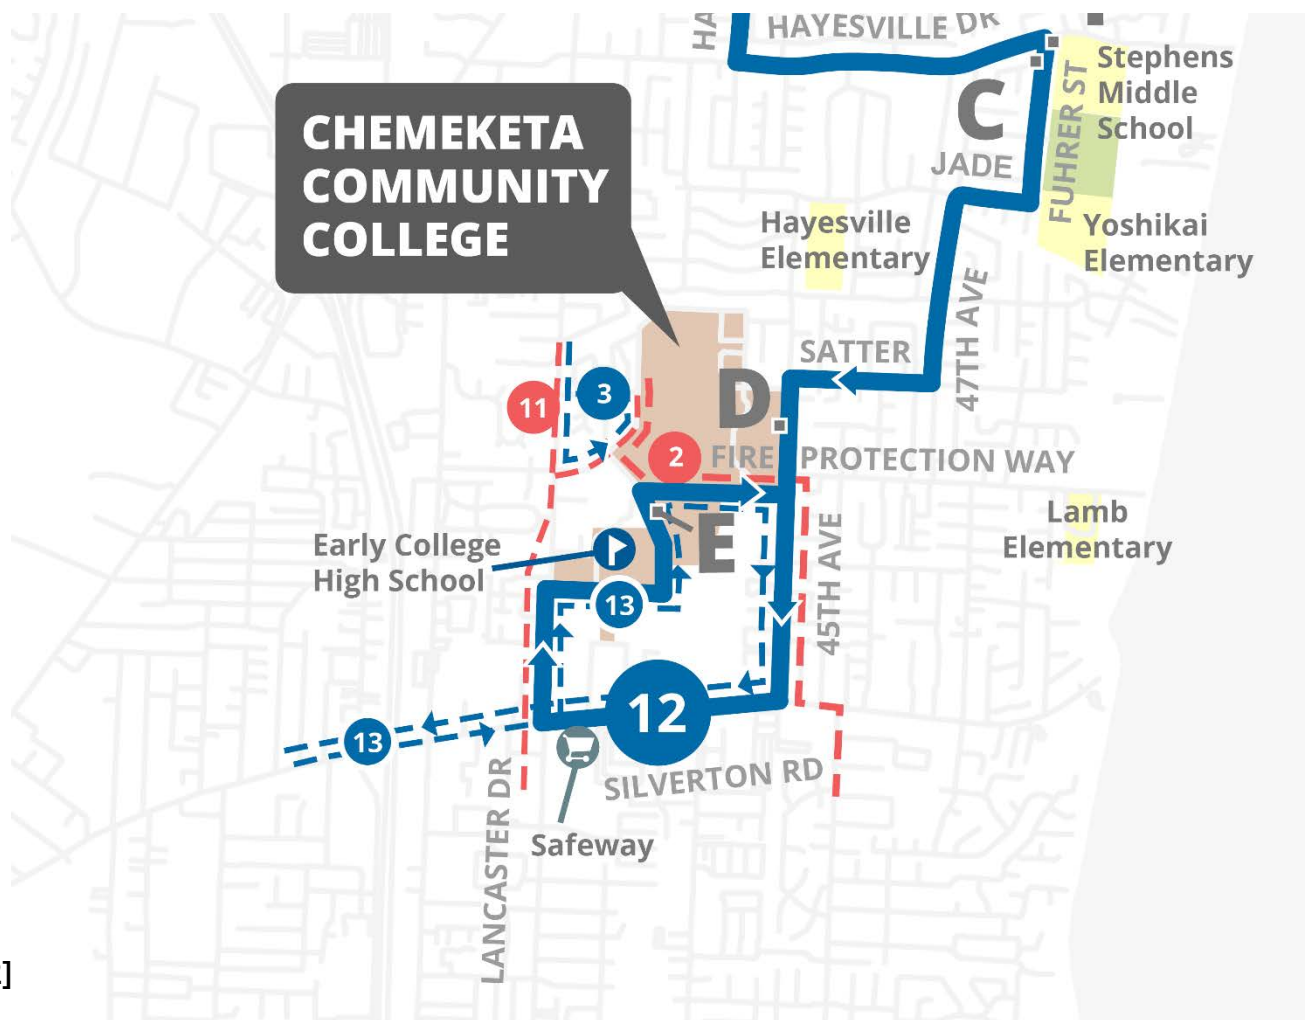 HAYESVILLE DR
HA
Stephens
Middle
School
C
FUHRER ST
JADE
CHEMEKETA
COMMUNITY
COLLEGE
Hayesville
Elementary
Yoshikai
Elementary
47TH AVE
SATTER
D
3
11
2
FIRE PROTECTION WAY
Lamb
Elementary
E
Early College
High School
13
45TH AVE
12
13
SILVERTON RD
LANCASTER DR
Safeway
]